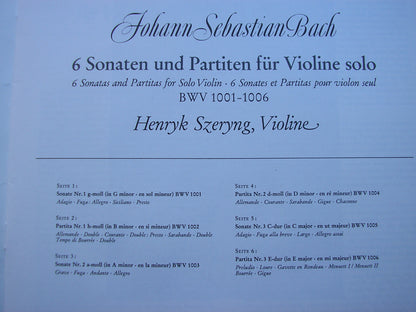 Johann Sebastian Bach
6 Sonaten und Partiten für Violine solo
6 Sonatas and Partitas for Solo Violin - 6 Sonates et Partitas pour violon seul
BWV 1001-1006
Henryk Szeryng, Violine
SEITE 1:
Sonate Nr. 1 g-moll (in G minor - en sol mineur) BWV 1001
Adagio - Fuga: Allegro - Siciliano - Presto
SEITE 2:
Partita Nr. 1 h-moll (in B minor - en si mineur) BWV 1002
Allemande - Double - Courante - Double: Presto - Sarabande - Double
Tempo de Bourrée - Double
SEITE 3:
Sonate Nr. 2 a-moll (in A minor - en la mineur) BWV 1003
Grave - Fuga - Andante - Allegro
SEITE 4:
Partita Nr. 2 d-moll (in D minor - en ré mineur) BWV 1004
Allemande - Courante - Sarabande - Gigue - Chaconne
SEITE 5:
Sonate Nr. 3 C-dur (in C major - en ut majeur) BWV 1005
Adagio - Fuga alla breve - Largo - Allegro assai
SEITE 6:
Partita Nr. 3 E-dur (in E major - en mi majeur) BWV 1006
Preludio - Loure - Gavotte en Rondeau - Menuett I / Menuett II
Bourrée - Gigue